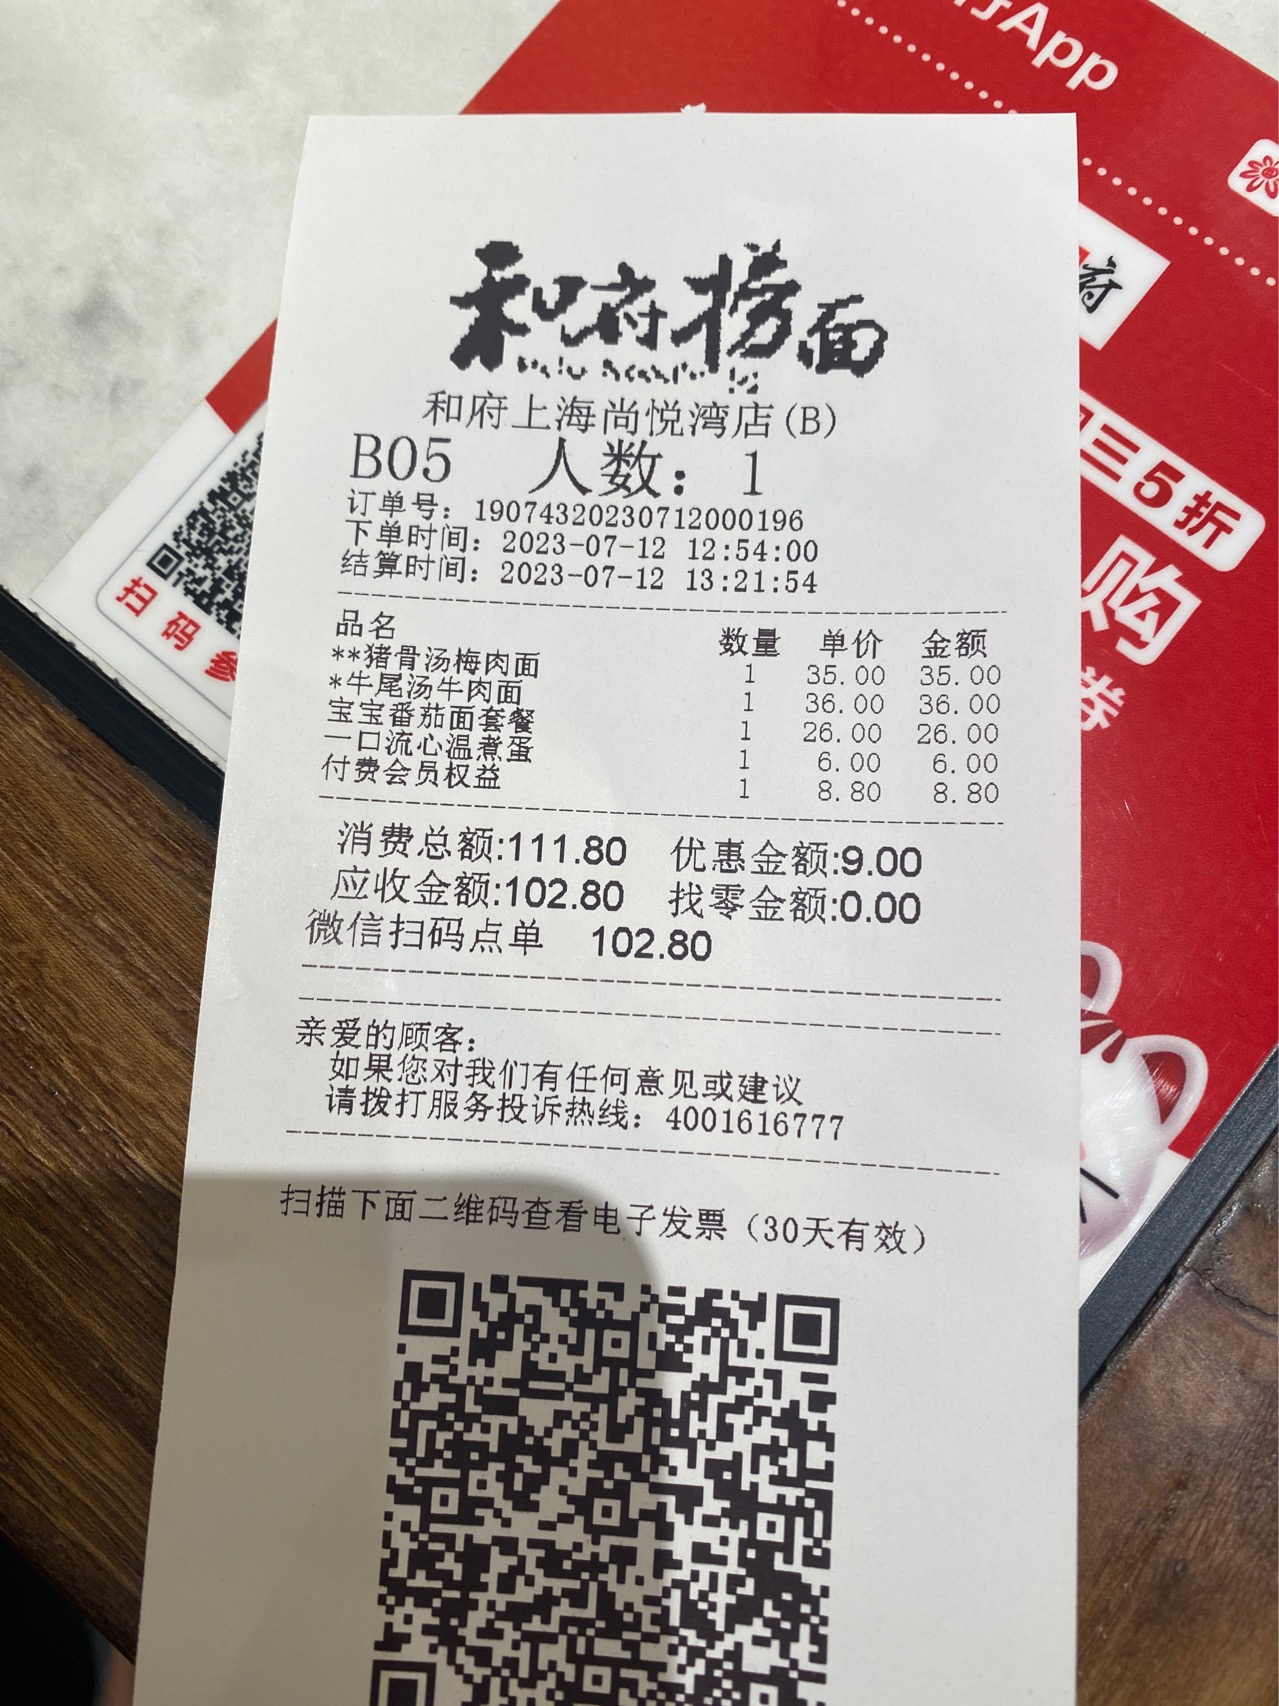 App
府
三5折
购
券
扫码参
和府捞面
和府上海尚悦湾店(B)
B05 人数： 1
订单号： 19074320230712000196
下单时间： 2023-07-12 12:54:00
结算时间： 2023-07-12 13:21:54
品名 数量 单价 金额
**猪骨汤梅肉面 1 35.00 35.00
*牛尾汤牛肉面 1 36.00 36.00
宝宝番茄面套餐 1 26.00 26.00
一口流心温煮蛋 1 6.00 6.00
付费会员权益 1 8.80 8.80
消费总额:111.80 优惠金额:9.00
应收金额:102.80 找零金额:0.00
微信扫码点单 102.80
亲爱的顾客：
如果您对我们有任何意见或建议
请拨打服务投诉热线： 4001616777
扫描下面二维码查看电子发票（30天有效）